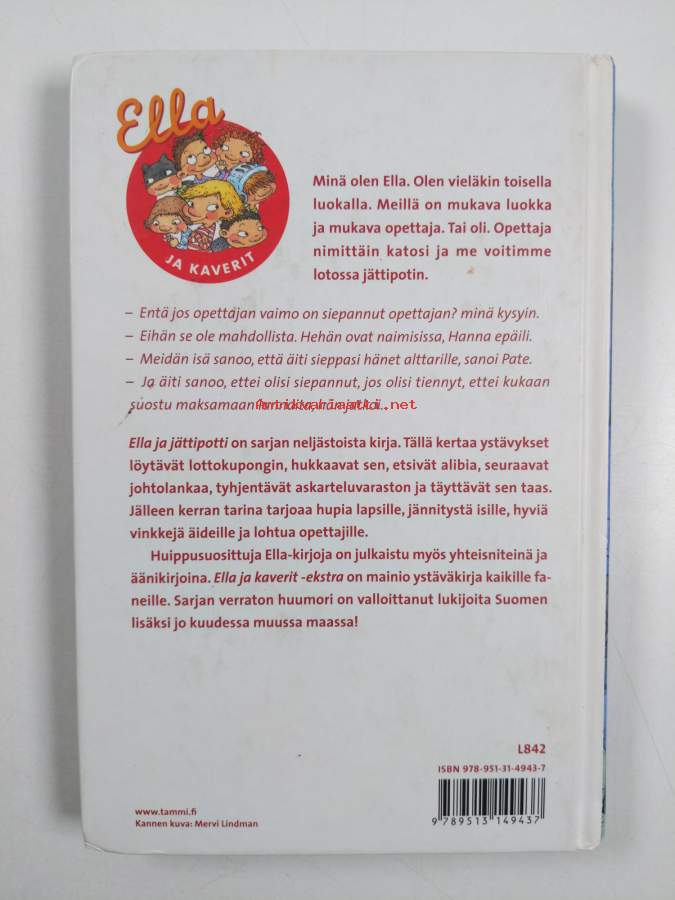 Ella
JA KAVERIT
Minä olen Ella. Olen vieläkin toisella
luokalla. Meillä on mukava luokka
ja mukava opettaja. Tai oli. Opettaja
nimittäin katosi ja me voitimme
lotossa jättipotin.
– Entä jos opettajan vaimo on siepannut opettajan? minä kysyin.
– Eihän se ole mahdollista. Hehän ovat naimisissa, Hanna epäili.
– Meidän isä sanoo, että äiti sieppasi hänet alttarille, sanoi Pate.
– Ja äiti sanoo, ettei olisi siepannut, jos olisi tiennyt, ettei kukaan
suostu maksamaan
Antikvariaatti.net
Ella ja jättipotti on sarjan neljästoista kirja. Tällä kertaa ystävykset
löytävät lottokupongin, hukkaavat sen, etsivät alibia, seuraavat
johtolankaa, tyhjentävät askarteluvaraston ja täyttävät sen taas.
Jälleen kerran tarina tarjoaa hupia lapsille, jännitystä isille, hyviä
vinkkejä äideille ja lohtua opettajille.
Huippusuosittuja Ella-kirjoja on julkaistu myös yhteisniteinä ja
äänikirjoina. Ella ja kaverit -ekstra on mainio ystäväkirja kaikille fa-
neille. Sarjan verraton huumori on valloittanut lukijoita Suomen
lisäksi jo kuudessa muussa maassa!
L842
ISBN 978-951-31-4943-7
9 789513 149437
www.tammi.fi
Kannen kuva: Mervi Lindman